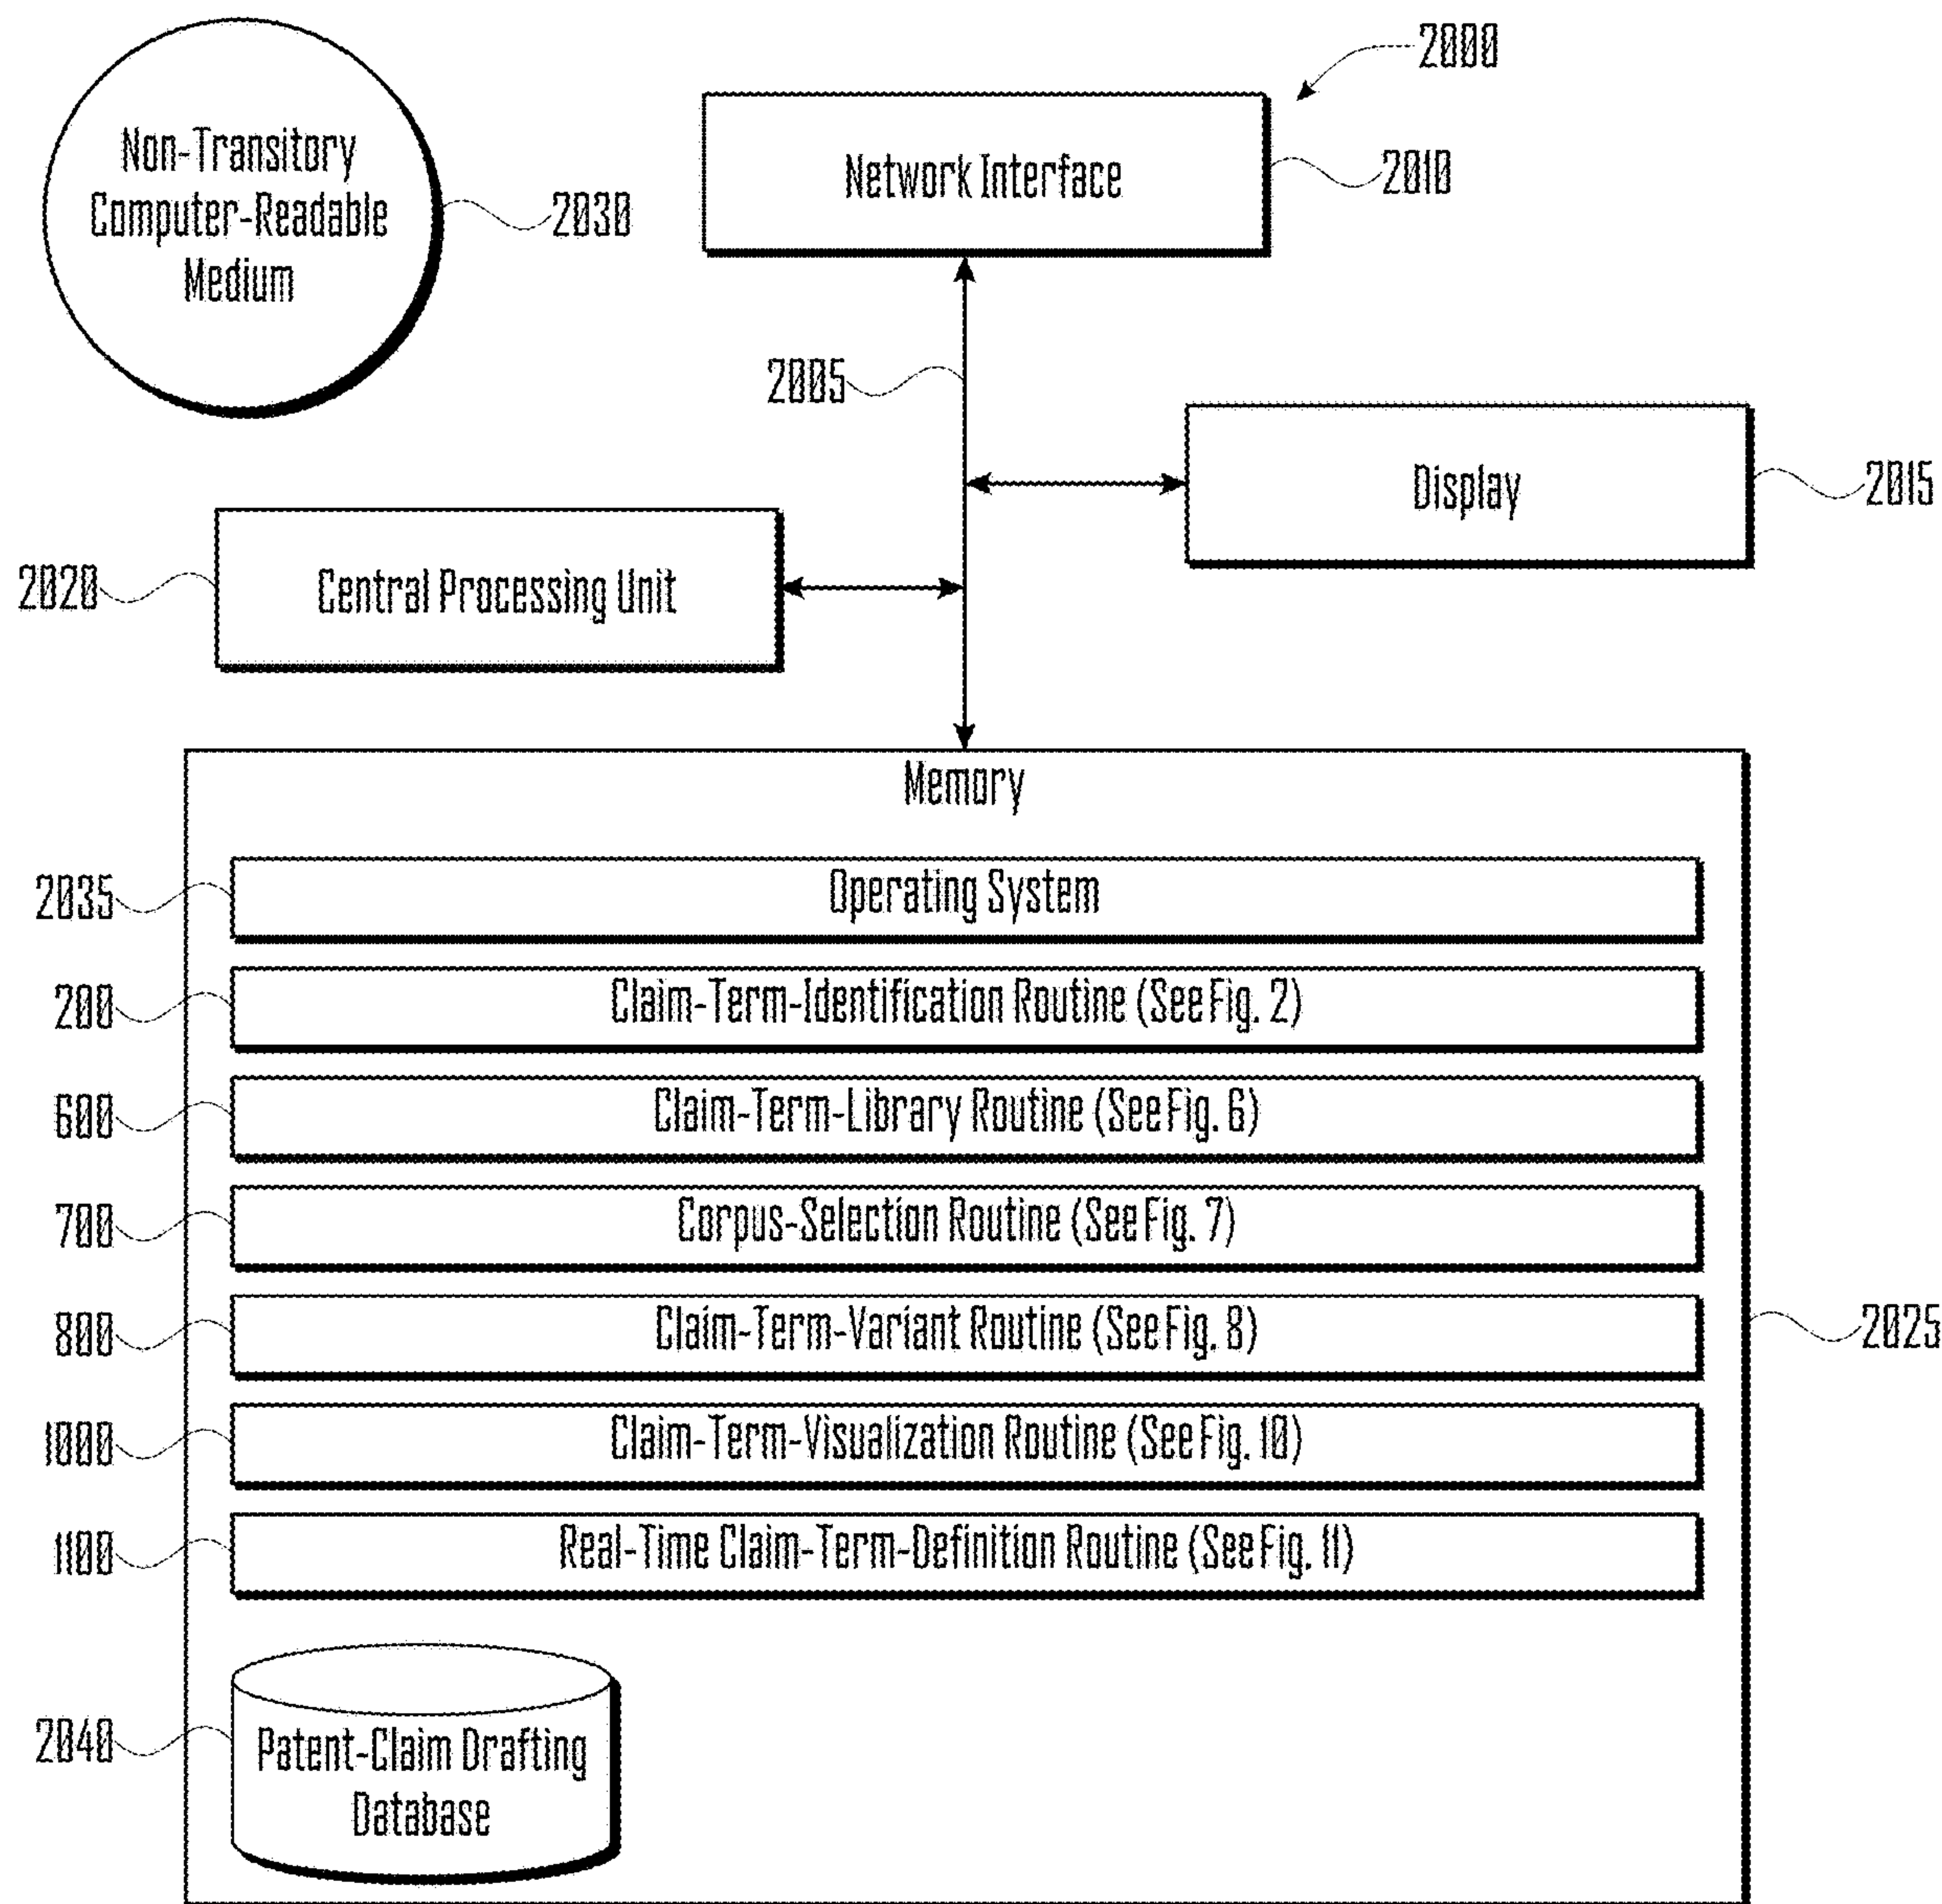 2000
Non-Transitory
Computer-Readable
Medium
2030
Network Interface
2010
2005
Display
2015
2020
Central Processing Unit
Memory
2035
Operating System
200
Claim-Term-Identification Routine (See Fig. 2)
600
Claim-Term-Library Routine (See Fig. 6)
700
Corpus-Selection Routine (See Fig. 7)
800
Claim-Term-Variant Routine (See Fig. 8)
2025
1000
Claim-Term-Visualization Routine (See Fig. 10)
1100
Real-Time Claim-Term-Definition Routine (See Fig. 11)
2040
Patent-Claim Drafting
Database